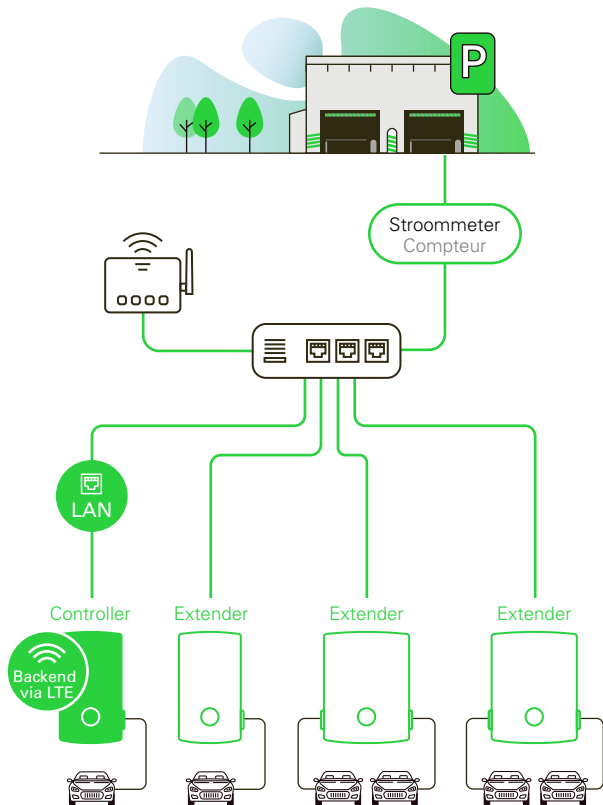 P
Stroommeter
Compteur
LAN
Controller
Extender
Extender
Extender
Backend
via LTE